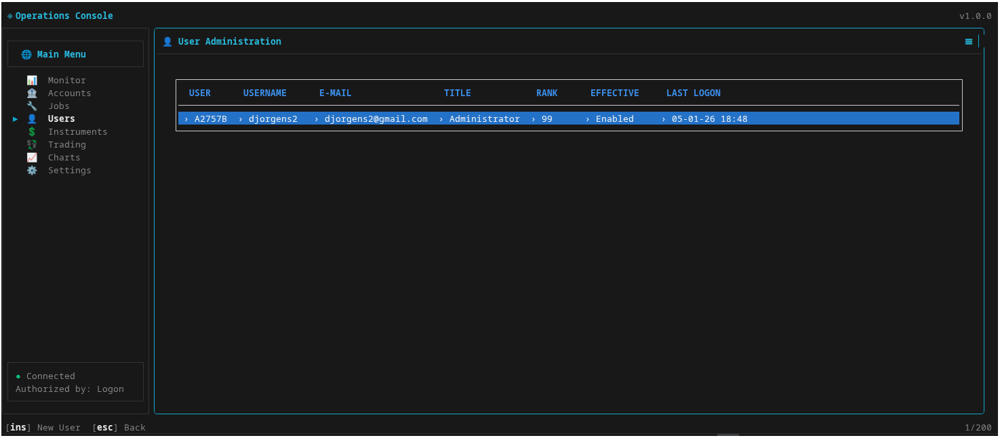 Operations Console v1.0.0
Main Menu
Monitor
Accounts
Jobs
Users
Instruments
Trading
Charts
Settings
Connected
Authorized by: Logon
User Administration
USER USERNAME E-MAIL TITLE RANK EFFECTIVE LAST LOGON
› A2757B › djorgens2 › djorgens2@gmail.com › Administrator › 99 › Enabled › 05-01-26 18:48
[ins] New User [esc] Back 1/200